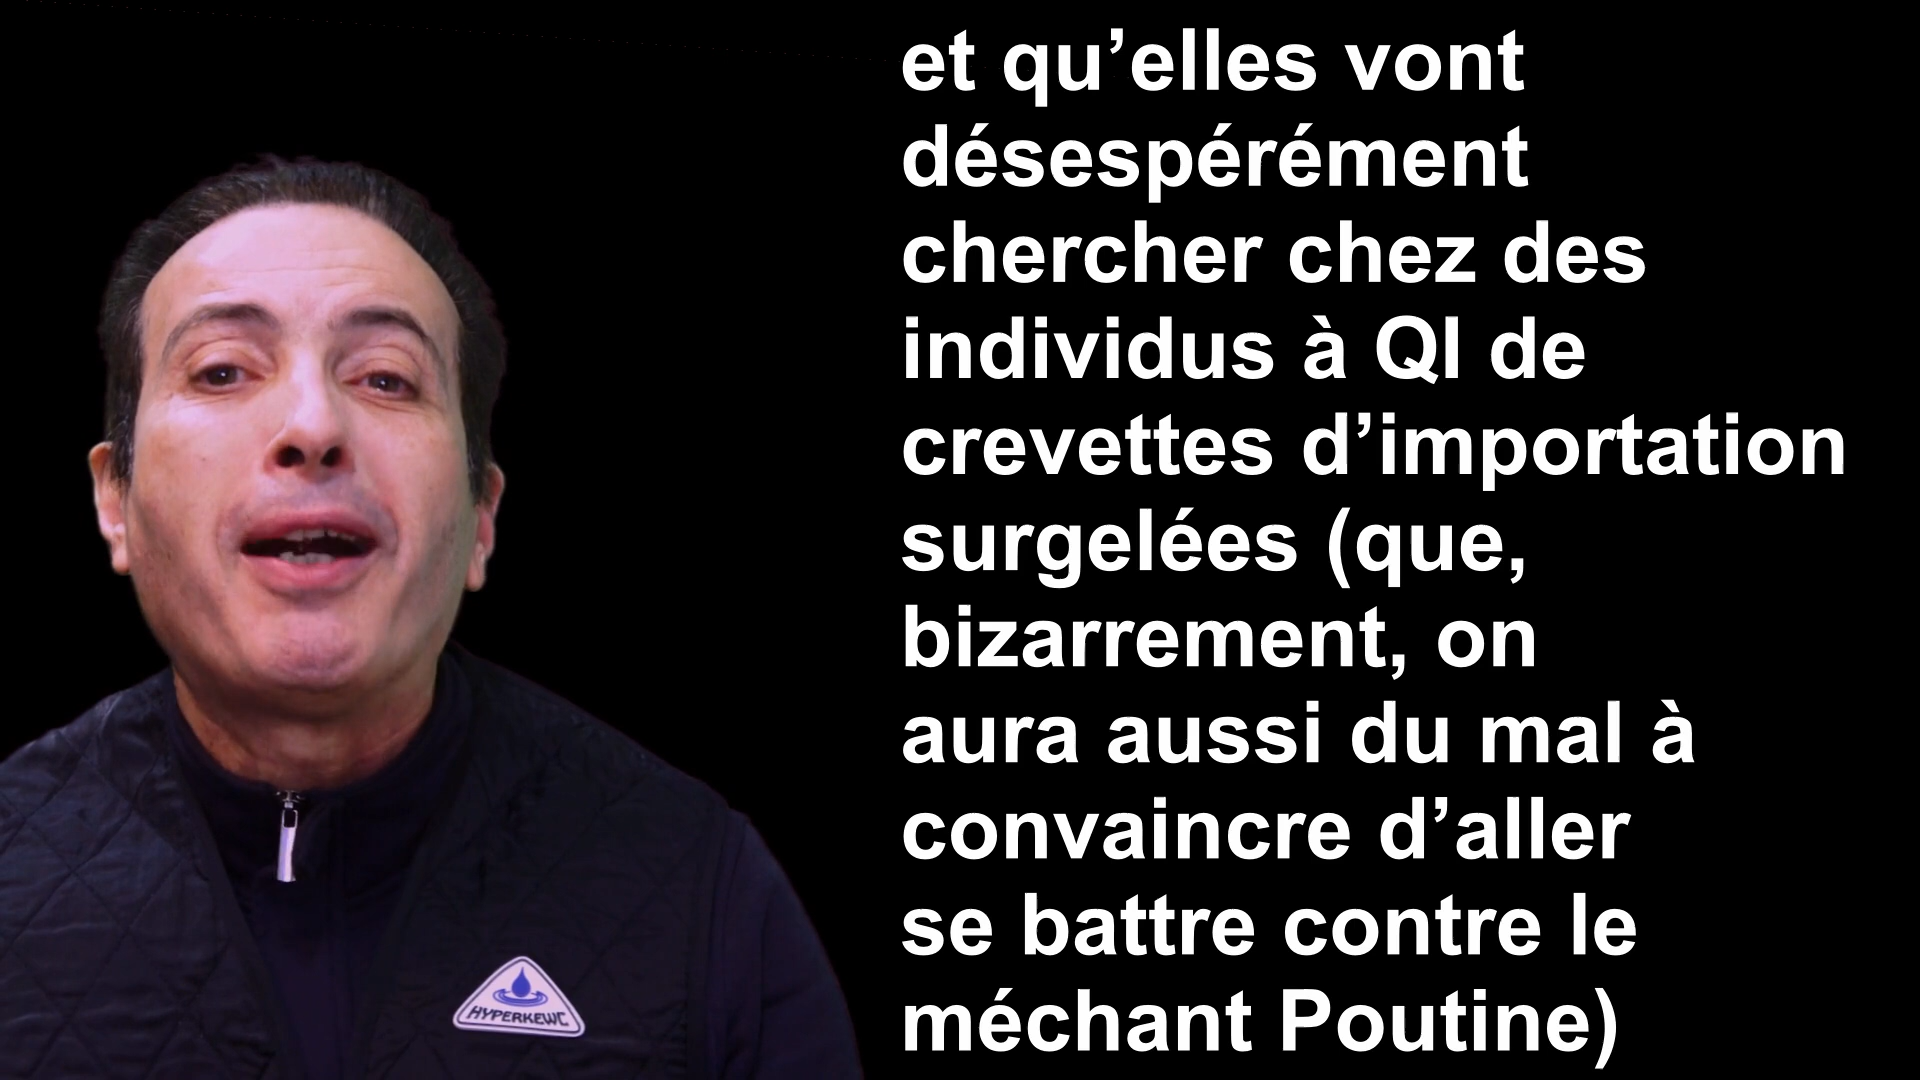 et qu’elles vont
désespérément
chercher chez des
individus à QI de
crevettes d’importation
surgelées (que,
bizarrement, on
aura aussi du mal à
convaincre d’aller
se battre contre le
méchant Poutine)
HYPERKEWL